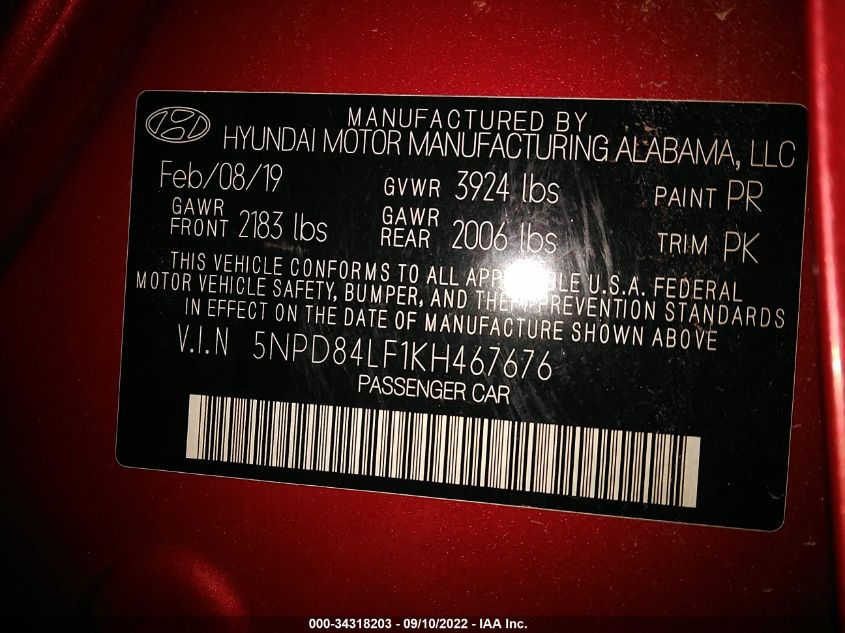 MANUFACTURED BY
HYUNDAI MOTOR MANUFACTURING ALABAMA, LLC
Feb/08/19 GVWR 3924 lbs PAINT PR
GAWR FRONT 2183 lbs GAWR REAR 2006 lbs TRIM PK
THIS VEHICLE CONFORMS TO ALL APPLICABLE U.S.A. FEDERAL
MOTOR VEHICLE SAFETY, BUMPER, AND THEFT PREVENTION STANDARDS
IN EFFECT ON THE DATE OF MANUFACTURE SHOWN ABOVE
V.I.N 5NPD84LF1KH467676
PASSENGER CAR
000-34318203 - 09/10/2022 - IAA Inc.